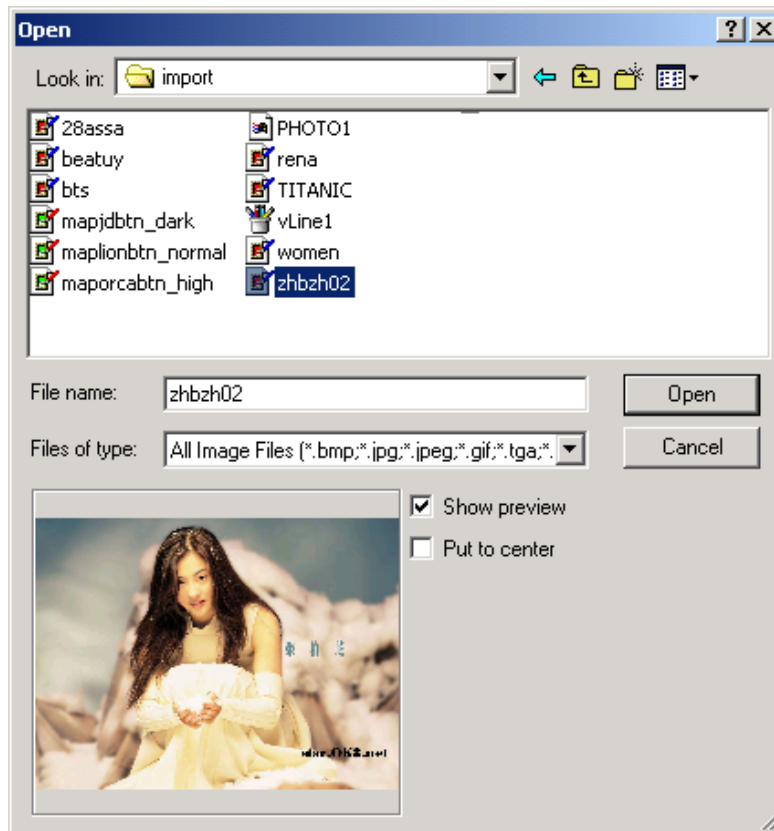 Open
Look in: import
28assa
beatuy
bts
mapjdbtn_dark
maplionbtn_normal
maporcabtn_high
PHOTO1
rena
TITANIC
vLine1
women
zhbzh02
File name: zhbzh02 Open
Files of type: All Image Files (*.bmp;*.jpg;*.jpeg;*.gif;*.tga;*. Cancel
Show preview
Put to center